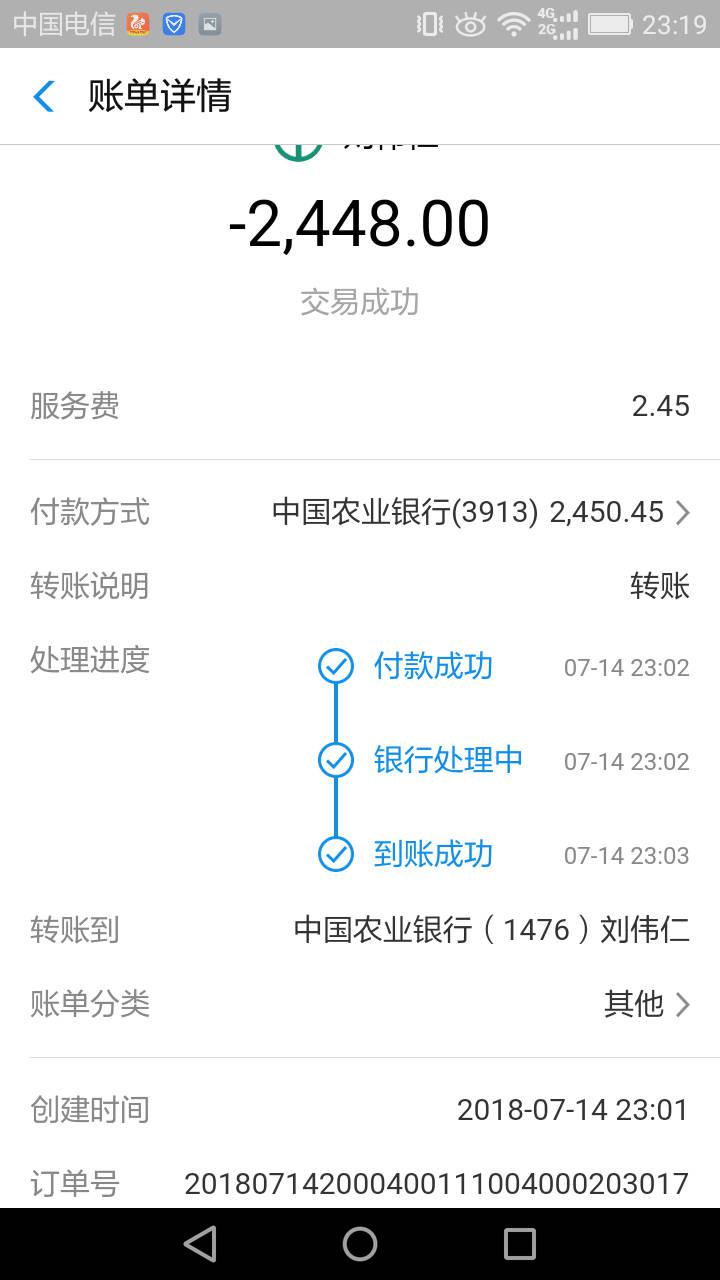 中国电信 4G 2G 23:19
账单详情
刘伟仁
-2,448.00
交易成功
服务费 2.45
付款方式 中国农业银行(3913) 2,450.45
转账说明 转账
处理进度 付款成功 07-14 23:02
银行处理中 07-14 23:02
到账成功 07-14 23:03
转账到 中国农业银行（1476）刘伟仁
账单分类 其他
创建时间 2018-07-14 23:01
订单号 20180714200040011100400020301​7